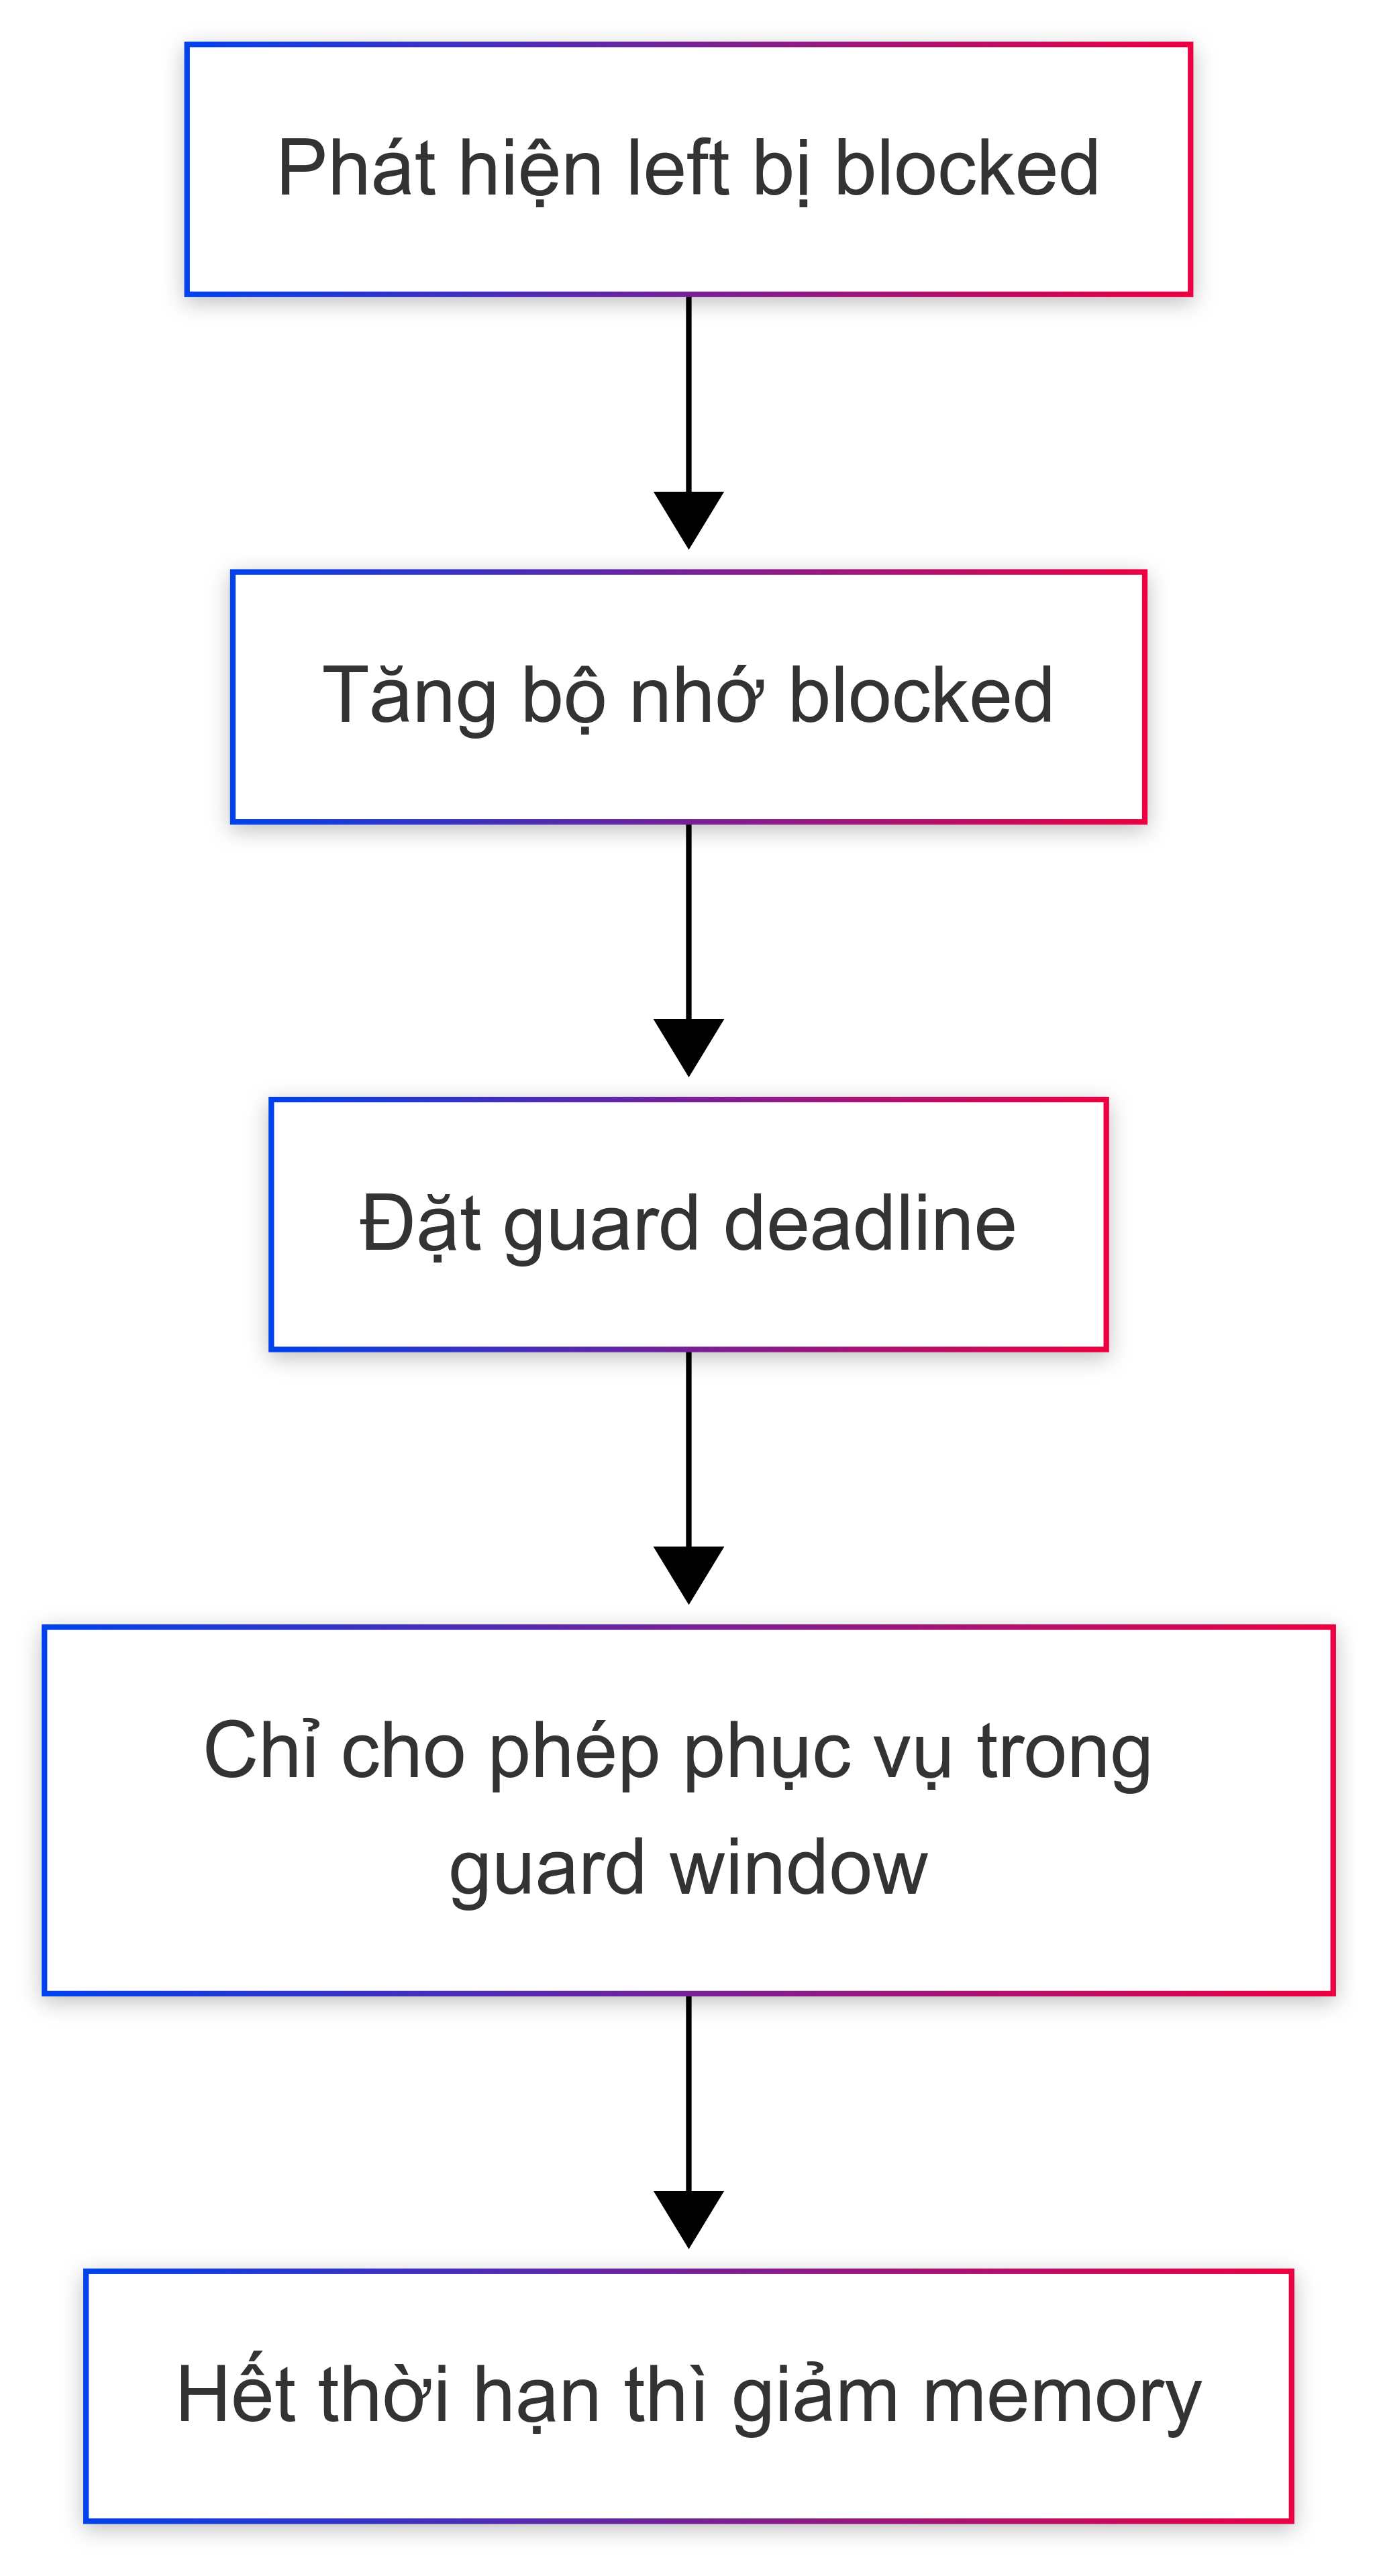 Phát hiện left bị blocked
Tăng bộ nhớ blocked
Đặt guard deadline
Chỉ cho phép phục vụ trong
guard window
Hết thời hạn thì giảm memory